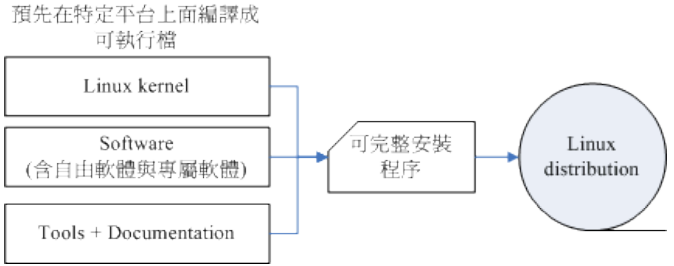 預先在特定平台上面編譯成
可執行檔
Linux kernel
Software
(含自由軟體與專屬軟體)
Tools + Documentation
可完整安裝
程序
Linux
distribution